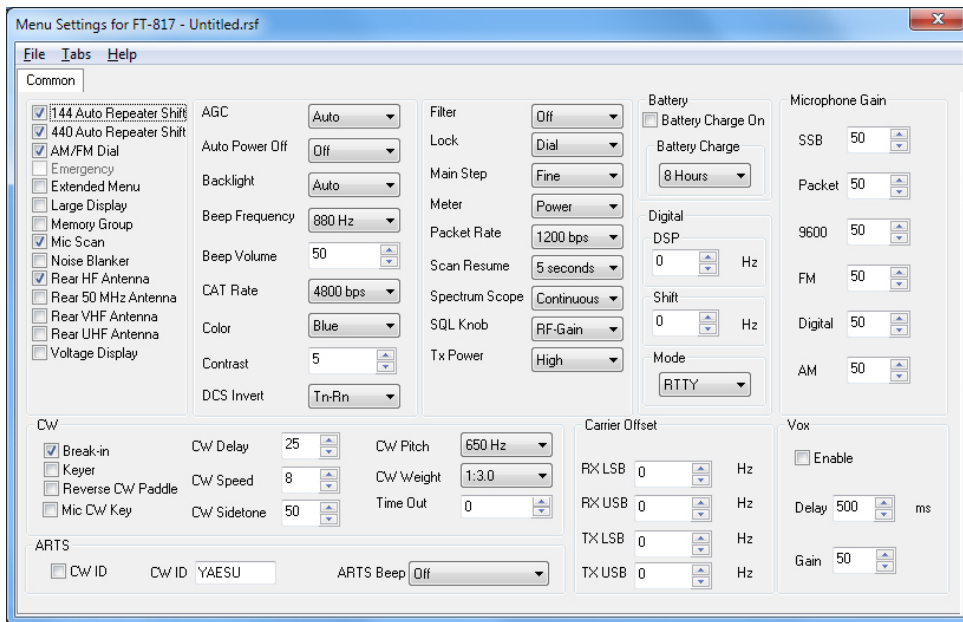 Menu Settings for FT-817 - Untitled.rsf
File Tabs Help
Common
144 Auto Repeater Shift
440 Auto Repeater Shift
AM/FM Dial
Emergency
Extended Menu
Large Display
Memory Group
Mic Scan
Noise Blanker
Rear HF Antenna
Rear 50 MHz Antenna
Rear VHF Antenna
Rear UHF Antenna
Voltage Display
AGC Auto
Auto Power Off Off
Backlight Auto
Beep Frequency 880 Hz
Beep Volume 50
CAT Rate 4800 bps
Color Blue
Contrast 5
DCS Invert Tn-Rn
Filter Off
Lock Dial
Main Step Fine
Meter Power
Packet Rate 1200 bps
Scan Resume 5 seconds
Spectrum Scope Continuous
SQL Knob RF-Gain
Tx Power High
Battery
Battery Charge On
Battery Charge
8 Hours
Digital
DSP
0 Hz
Shift
0 Hz
Mode
RTTY
Microphone Gain
SSB 50
Packet 50
9600 50
FM 50
Digital 50
AM 50
CW
Break-in
Keyer
Reverse CW Paddle
Mic CW Key
CW Delay 25
CW Speed 8
CW Sidetone 50
CW Pitch 650 Hz
CW Weight 1:3.0
Time Out 0
ARTS
CW ID
CW ID YAESU
ARTS Beep Off
Carrier Offset
RX LSB 0 Hz
RX USB 0 Hz
TX LSB 0 Hz
TX USB 0 Hz
Vox
Enable
Delay 500 ms
Gain 50